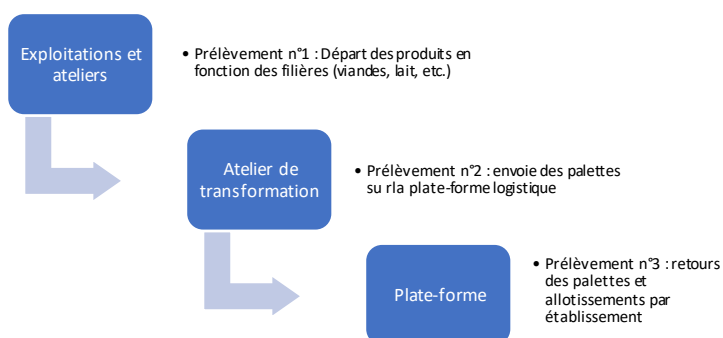 Exploitations et
ateliers
• Prélèvement n°1 : Départ des produits en
fonction des filières (viandes, lait, etc.)
Atelier de
transformation
• Prélèvement n°2 : envoie des palettes
su rla plate-forme logistique
Plate-forme
• Prélèvement n°3 : retours
des palettes et
allotissements par
établissement